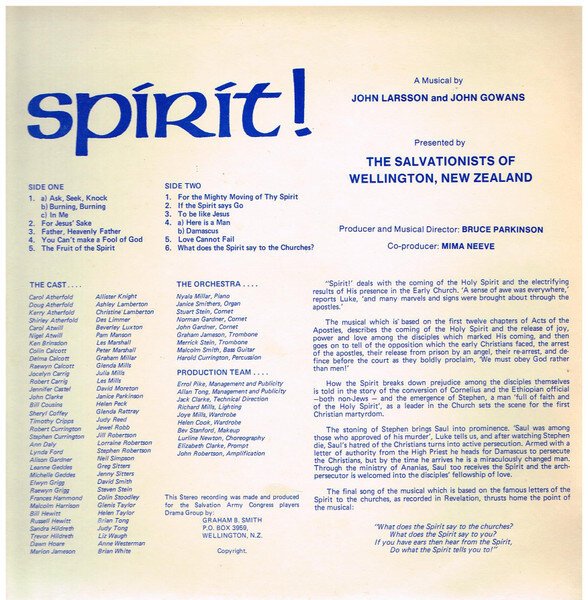 spirit!
A Musical by
JOHN LARSSON and JOHN GOWANS
Presented by
THE SALVATIONISTS OF
WELLINGTON, NEW ZEALAND
Producer and Musical Director: BRUCE PARKINSON
Co-producer: MIMA NEEVE
SIDE ONE
1. a) Ask, Seek, Knock
b) Burning, Burning
c) In Me
2. For Jesus' Sake
3. Father, Heavenly Father
4. You Can't make a Fool of God
5. The Fruit of the Spirit
SIDE TWO
1. For the Mighty Moving of Thy Spirit
2. If the Spirit says Go
3. To be like Jesus
4. a) Here is a Man
b) Damascus
5. Love Cannot Fail
6. What does the Spirit say to the Churches?
THE CAST . . . .
Carol Atherfold
Doug Atherfold
Kerry Atherfold
Shirley Atherfold
Carol Atwill
Nigel Atwill
Ken Brinsdon
Colin Calcott
Delma Calcott
Raewyn Calcott
Jocelyn Carrig
Robert Carrig
Jennifer Castel
John Clarke
Bill Cousins
Sheryl Coffey
Timothy Cripps
Robert Currington
Stephen Currington
Ann Daly
Lynda Ford
Alison Gardner
Leanne Geddes
Michelle Geddes
Elwyn Grigg
Raewyn Grigg
Frances Hammond
Malcolm Harrison
Bill Hewitt
Russell Hewitt
Sandra Hildreth
Trevor Hildreth
Dawn Hoare
Marion Jameson
Allister Knight
Ashley Lamberton
Christine Lamberton
Des Limmer
Beverley Luxton
Pam Manson
Les Marshall
Peter Marshall
Graham Millar
Glenda Mills
Julia Mills
Les Mills
David Moreton
Janice Parkinson
Helen Peck
Glenda Rattray
Judy Reed
Jewel Robb
Jill Robertson
Lorraine Robertson
Stephen Robertson
Neil Simpson
Greg Sitters
Jenny Sitters
David Smith
Steven Stein
Colin Stoodley
Glenis Taylor
Helen Taylor
Brian Tong
Judy Tong
Liz Waugh
Anne Westerman
Brian White
THE ORCHESTRA . . . .
Nyala Millar, Piano
Janice Smithers, Organ
Stuart Stein, Cornet
Norman Gardner, Cornet
John Gardner, Cornet
Graham Jameson, Trombone
Merrick Stein, Trombone
Malcolm Smith, Bass Guitar
Harold Currington, Percussion
PRODUCTION TEAM . . . .
Errol Pike, Management and Publicity
Allan Tong, Management and Publicity
Jack Clarke, Technical Direction
Richard Mills, Lighting
Joye Mills, Wardrobe
Helen Cook, Wardrobe
Bev Stanford, Makeup
Lurline Newton, Choreography
Elizabeth Tong, Prompt
John Robertson, Amplification
This Stereo recording was made and produced
for the Salvation Army Congress players
Drama Group by:
GRAHAM B. SMITH
P.O. BOX 3959,
WELLINGTON, N.Z.
Copyright.
"Spirit!' deals with the coming of the Holy Spirit and the electrifying
results of His presence in the Early Church. 'A sense of awe was everywhere,'
reports Luke, 'and many marvels and signs were brought about through the
apostles.'
The musical which is based on the first twelve chapters of Acts of the
Apostles, describes the coming of the Holy Spirit and the release of joy,
power and love among the disciples which marked His coming, and then
goes on to tell of the opposition which the early Christians faced, the arrest
of the apostles, their release from prison by an angel, their re-arrest, and de-
fince before the court as they boldly proclaim, 'We must obey God rather
than men!'
How the Spirit breaks down prejudice among the disciples themselves
is told in the story of the conversion of Cornelius and the Ethiopian official
—both non-Jews — and the emergence of Stephen, a man 'full of faith and
of the Holy Spirit', as a leader in the Church sets the scene for the first
Christian martyrdom.
The stoning of Stephen brings Saul into prominence. 'Saul was among
those who approved of his murder', Luke tells us, and after watching Stephen
die, Saul's hatred of the Christians turns into active persecution. Armed with a
letter of authority from the High Priest he heads for Damascus to persecute
the Christians, but by the time he arrives he is a miraculously changed man.
Through the ministry of Ananias, Saul too receives the Spirit and the arch-
persecutor is welcomed into the disciples' fellowship of love.
The final song of the musical which is based on the famous letters of the
Spirit to the churches, as recorded in Revelation, thrusts home the point of
the musical:
"What does the Spirit say to the churches?
What does the Spirit say to you?
If you have ears then hear from the Spirit,
Do what the Spirit tells you to!"